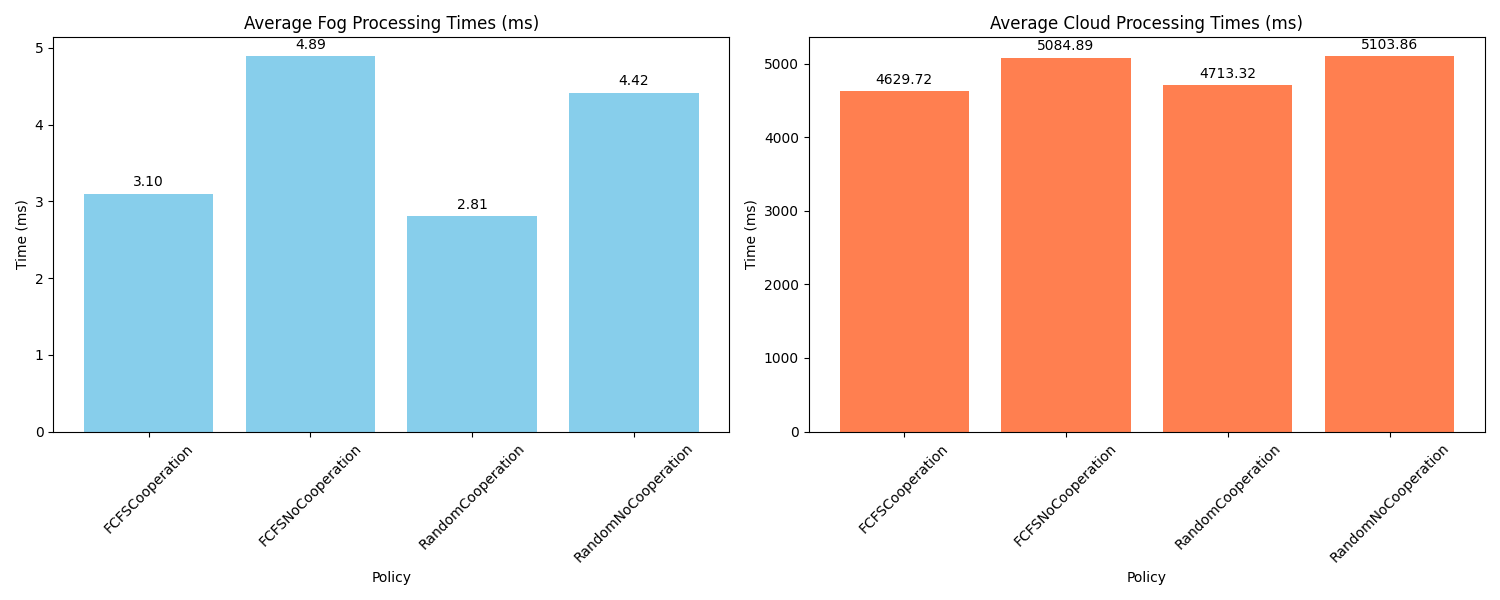 Average Fog Processing Times (ms)
Time (ms)
5
4
3
2
1
0
3.10
4.89
2.81
4.42
FCFSCooperation
FCFSNoCooperation
RandomCooperation
RandomNoCooperation
Policy
Average Cloud Processing Times (ms)
Time (ms)
5000
4000
3000
2000
1000
0
4629.72
5084.89
4713.32
5103.86
FCFSCooperation
FCFSNoCooperation
RandomCooperation
RandomNoCooperation
Policy